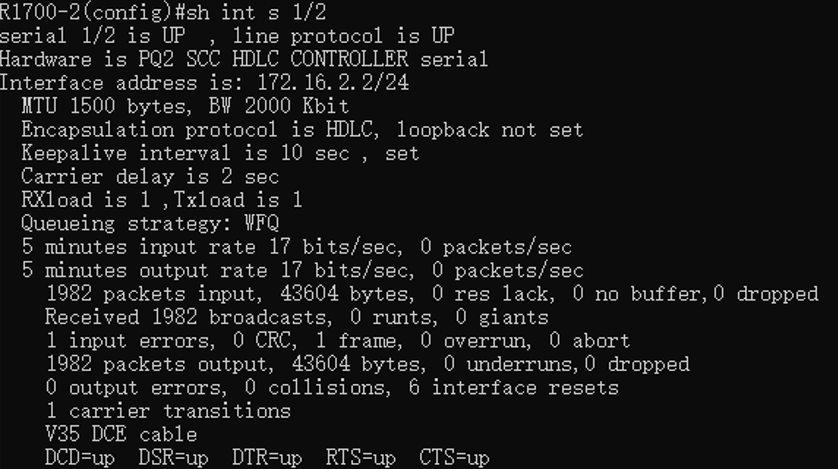 R1700-2(config)#sh int s 1/2
serial 1/2 is UP  , line protocol is UP
Hardware is PQ2 SCC HDLC CONTROLLER serial
Interface address is: 172.16.2.2/24
  MTU 1500 bytes, BW 2000 Kbit
  Encapsulation protocol is HDLC, loopback not set
  Keepalive interval is 10 sec , set
  Carrier delay is 2 sec
  RXload is 1 ,Txload is 1
  Queueing strategy: WFQ
  5 minutes input rate 17 bits/sec, 0 packets/sec
  5 minutes output rate 17 bits/sec, 0 packets/sec
    1982 packets input, 43604 bytes, 0 res lack, 0 no buffer,0 dropped
    Received 1982 broadcasts, 0 runts, 0 giants
    1 input errors, 0 CRC, 1 frame, 0 overrun, 0 abort
    1982 packets output, 43604 bytes, 0 underruns,0 dropped
    0 output errors, 0 collisions, 6 interface resets
    1 carrier transitions
    V35 DCE cable
    DCD=up  DSR=up  DTR=up  RTS=up  CTS=up